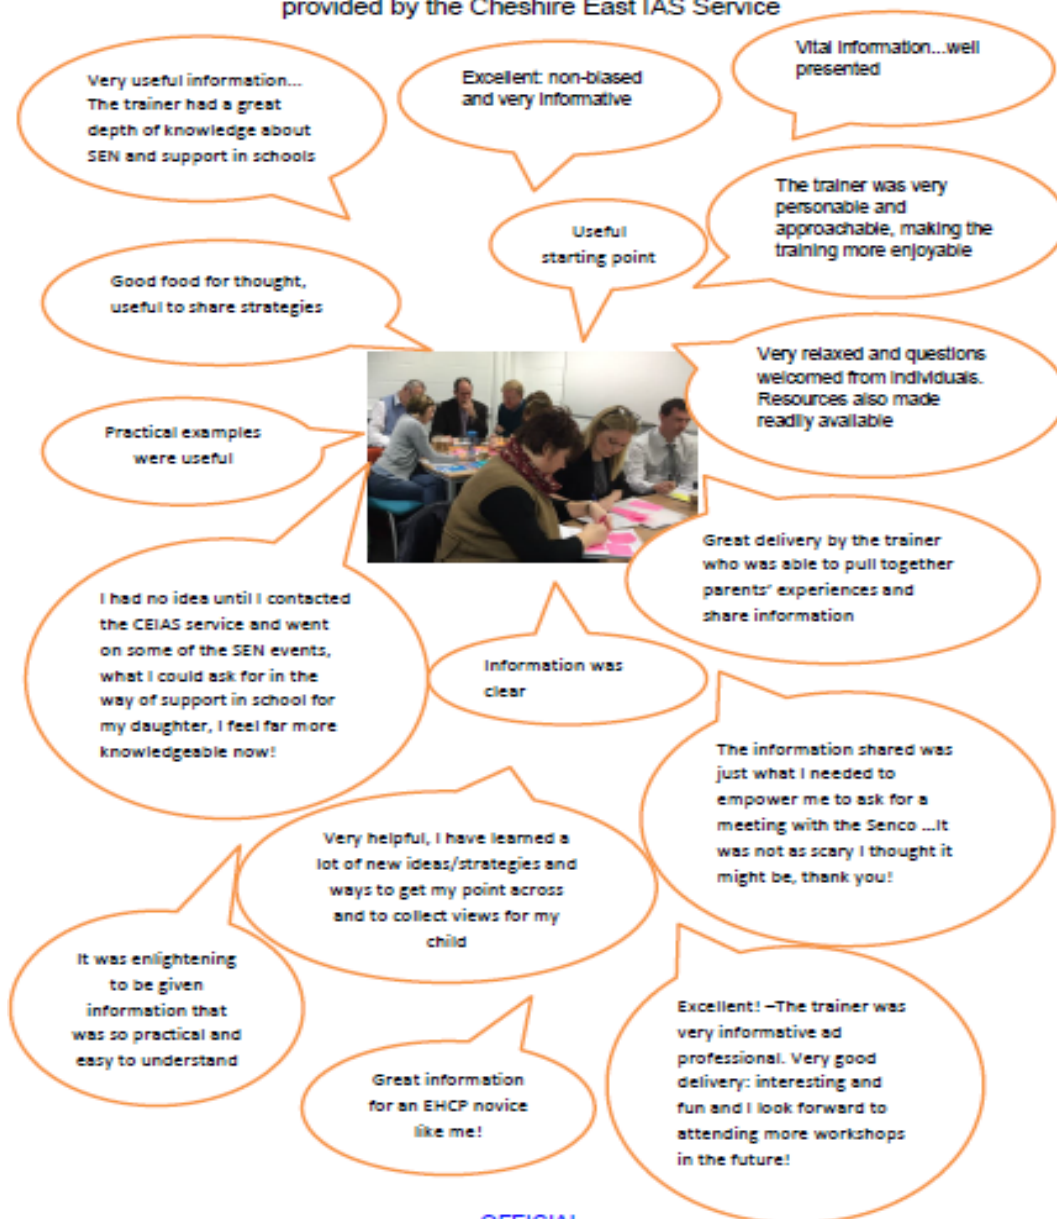 provided by the Cheshire East IAS Service
Very useful information...
The trainer had a great
depth of knowledge about
SEN and support in schools
Excellent: non-biased
and very informative
Vital Information...well
presented
The trainer was very
personable and
approachable, making the
training more enjoyable
Useful
starting point
Good food for thought,
useful to share strategies
Very relaxed and questions
welcomed from individuals.
Resources also made
readily available
Practical examples
were useful
Great delivery by the trainer
who was able to pull together
parents' experiences and
share information
I had no idea until I contacted
the CEIAS service and went
on some of the SEN events,
what I could ask for in the
way of support in school for
my daughter, I feel far more
knowledgeable now!
Information was
clear
The information shared was
just what I needed to
empower me to ask for a
meeting with the Senco ...It
was not as scary I thought it
might be, thank you!
Very helpful, I have learned a
lot of new ideas/strategies and
ways to get my point across
and to collect views for my
child
It was enlightening
to be given
information that
was so practical and
easy to understand
Excellent! –The trainer was
very informative ad
professional. Very good
delivery: interesting and
fun and I look forward to
attending more workshops
in the future!
Great information
for an EHCP novice
like me!
OFFICIAL